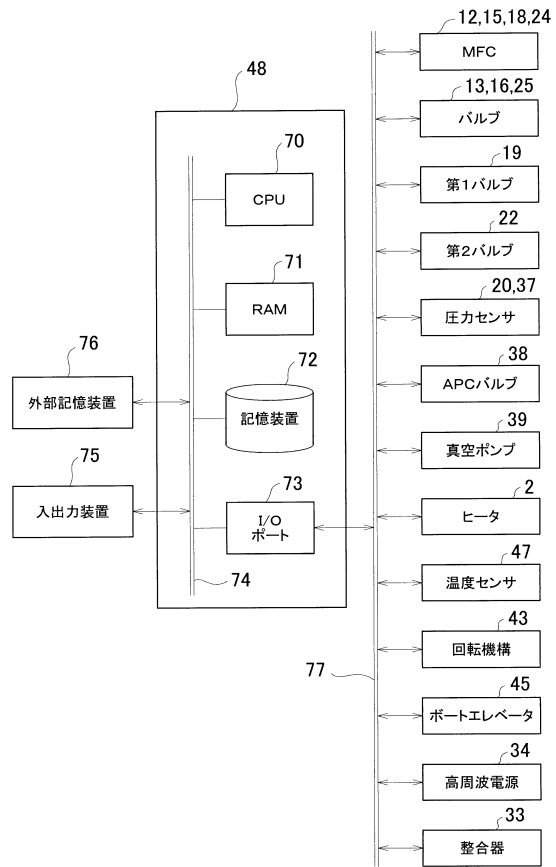 48
70
CPU
71
RAM
72
記憶装置
73
I/O
ポート
74
76
外部記憶装置
75
入出力装置
77
12,15,18,24
MFC
13,16,25
バルブ
19
第1バルブ
22
第2バルブ
20,37
圧力センサ
38
APCバルブ
39
真空ポンプ
2
ヒータ
47
温度センサ
43
回転機構
45
ボートエレベータ
34
高周波電源
33
整合器